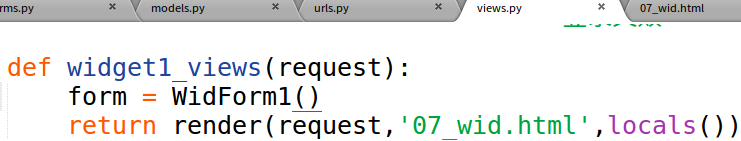 rms.py × models.py × urls.py × views.py × 07_wid.html
def widget1_views(request):
    form = WidForm1()
    return render(request,'07_wid.html',locals())